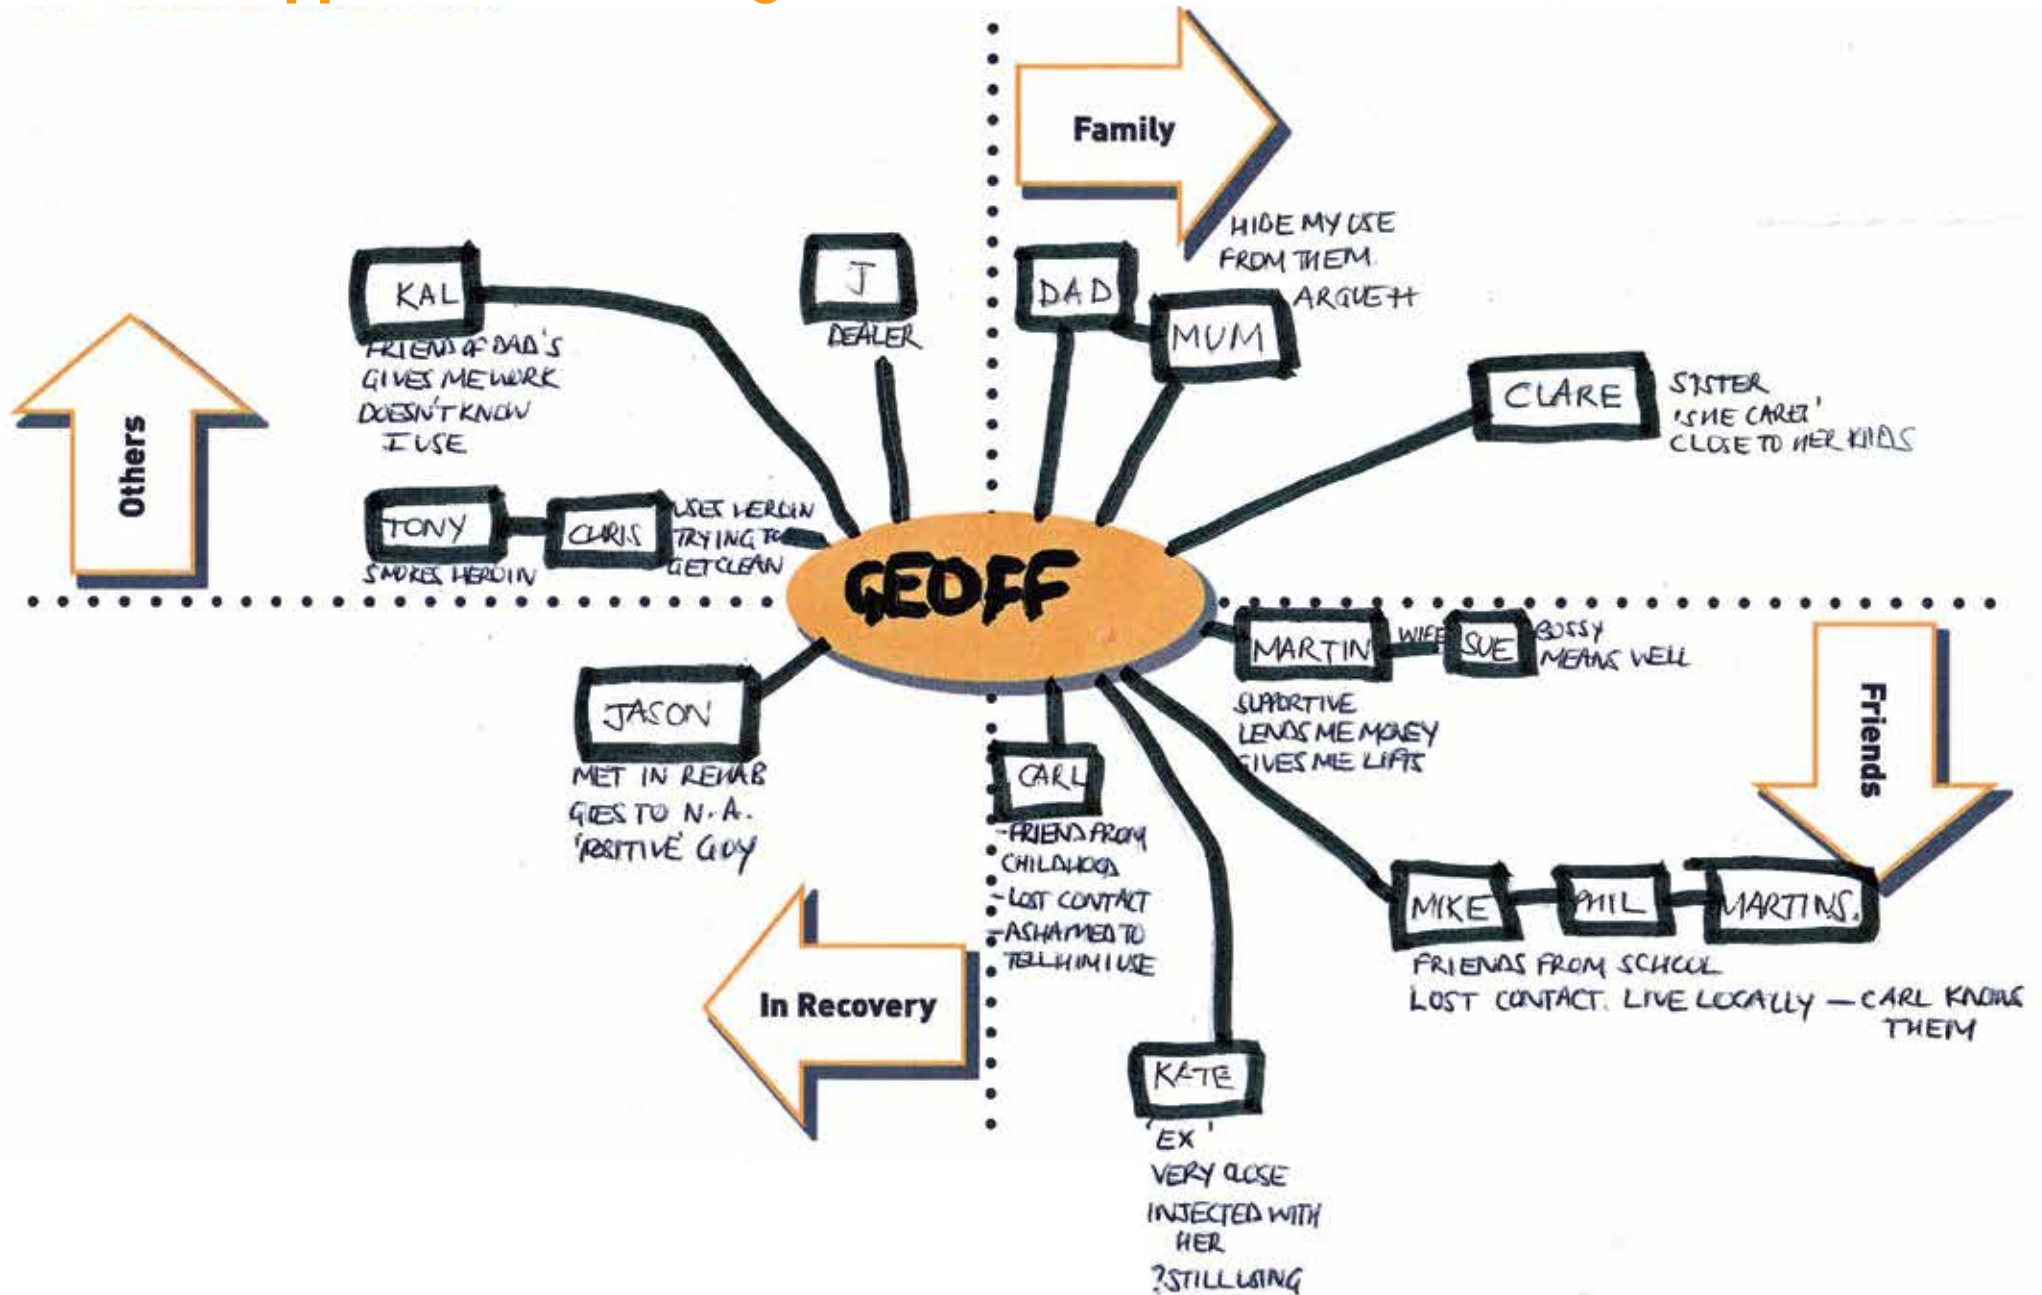 Family
HIDE MY USE
FROM THEM.
ARGUE ++
DAD
MUM
CLARE
SISTER
'SHE CARES'
CLOSE TO HER KIDS
KAL
FRIEND OF DAD'S
GIVES ME WORK
DOESN'T KNOW
I USE
J
DEALER
Others
TONY
SMOKES HEROIN
CHRIS
USES HEROIN
TRYING TO
GET CLEAN
GEOFF
MARTIN
WIFE
SUE
BOSSY
MEANS WELL
SUPPORTIVE
LENDS ME MONEY
GIVES ME LIFTS
Friends
JASON
MET IN REHAB
GOES TO N.A.
'POSITIVE' GUY
CARL
-FRIEND FROM
CHILDHOOD
-LOST CONTACT
-ASHAMED TO
TELL HIM I USE
MIKE
PHIL
MARTIN S.
FRIENDS FROM SCHOOL
LOST CONTACT. LIVE LOCALLY — CARL KNOWS
THEM
In Recovery
KATE
'EX'
VERY CLOSE
INJECTED WITH
HER
?STILL USING